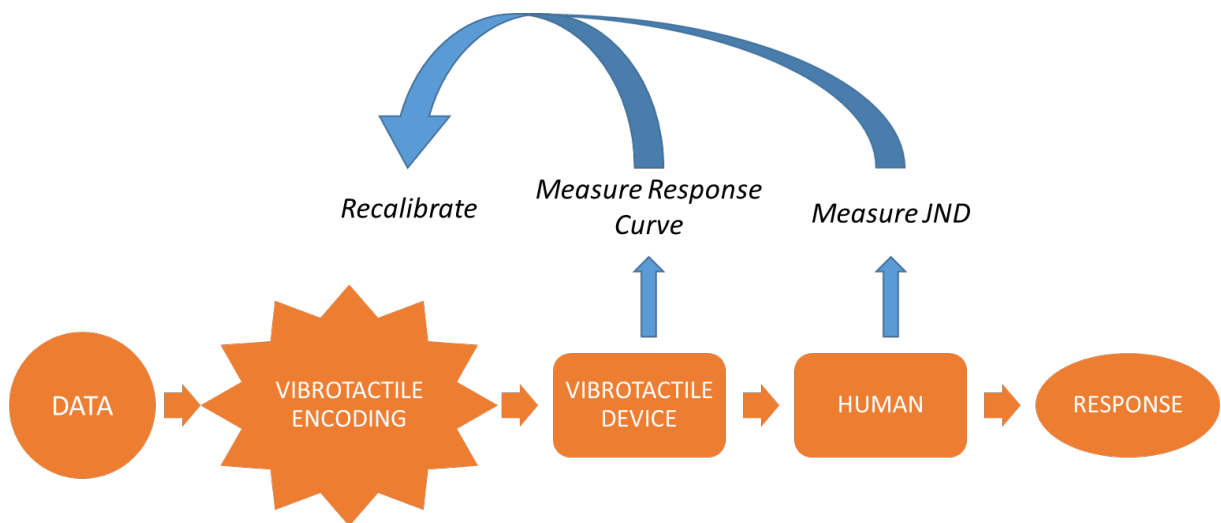 Recalibrate
Measure Response
Curve
Measure JND
DATA
VIBROTACTILE
ENCODING
VIBROTACTILE
DEVICE
HUMAN
RESPONSE